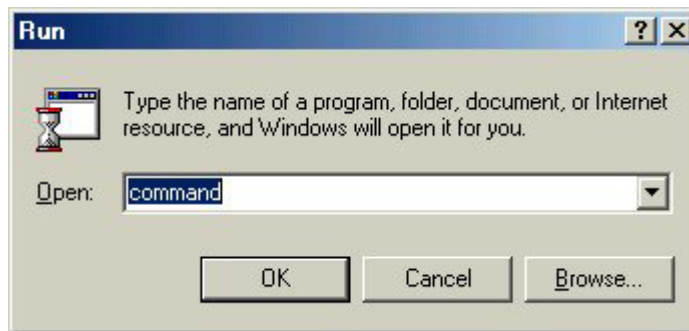 Run
Type the name of a program, folder, document, or Internet
resource, and Windows will open it for you.
Open: command
OK Cancel Browse...